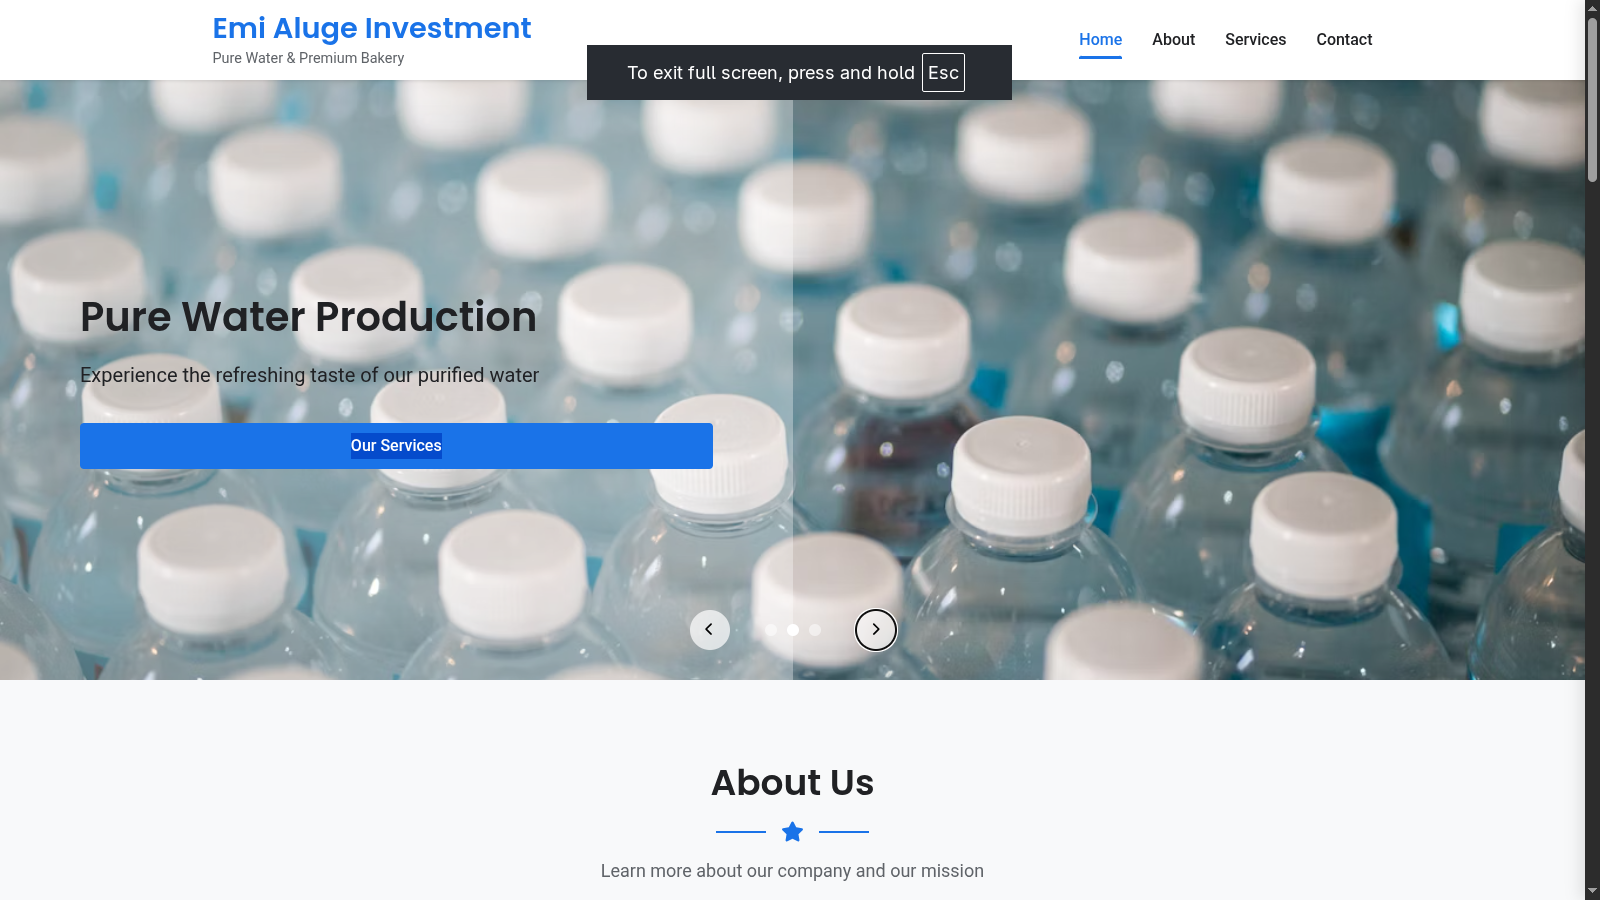 Emi Aluge Investment
Pure Water & Premium Bakery
Home About Services Contact
To exit full screen, press and hold Esc
Pure Water Production
Experience the refreshing taste of our purified water
Our Services
About Us
Learn more about our company and our mission